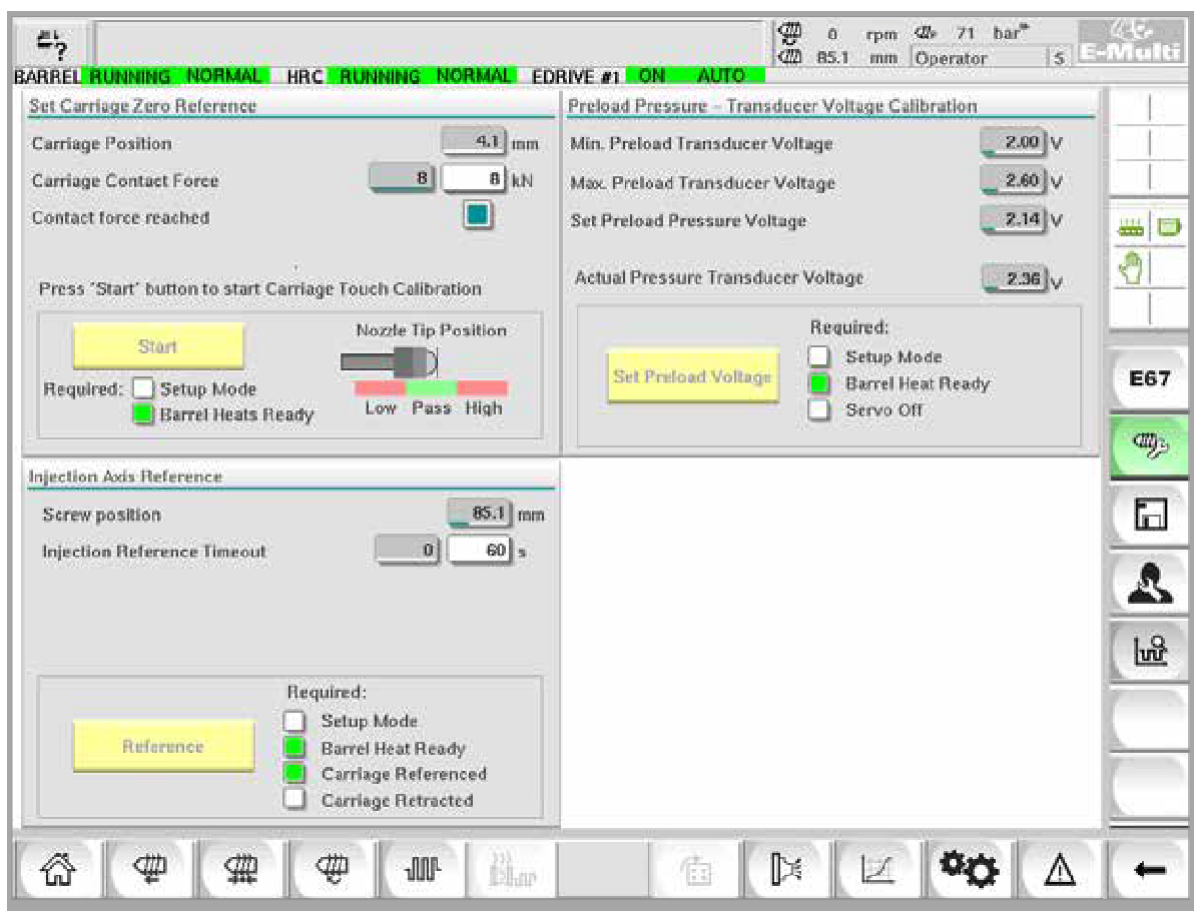 ?
0 rpm 71 bar
85.1 mm Operator 5
E-Multi
BARREL RUNNING NORMAL HRC RUNNING NORMAL EDRIVE #1 ON AUTO
Set Carriage Zero Reference
Carriage Position 4.1 mm
Carriage Contact Force 8 8 kN
Contact force reached
Press 'Start' button to start Carriage Touch Calibration
Start
Nozzle Tip Position
Required: Setup Mode
Barrel Heats Ready
Low Pass High
Preload Pressure - Transducer Voltage Calibration
Min. Preload Transducer Voltage 2.00 V
Max. Preload Transducer Voltage 2.60 V
Set Preload Pressure Voltage 2.14 V
Actual Pressure Transducer Voltage 2.36 V
Set Preload Voltage
Required:
Setup Mode
Barrel Heat Ready
Servo Off
Injection Axis Reference
Screw position 85.1 mm
Injection Reference Timeout 0 60 s
Reference
Required:
Setup Mode
Barrel Heat Ready
Carriage Referenced
Carriage Retracted
E67